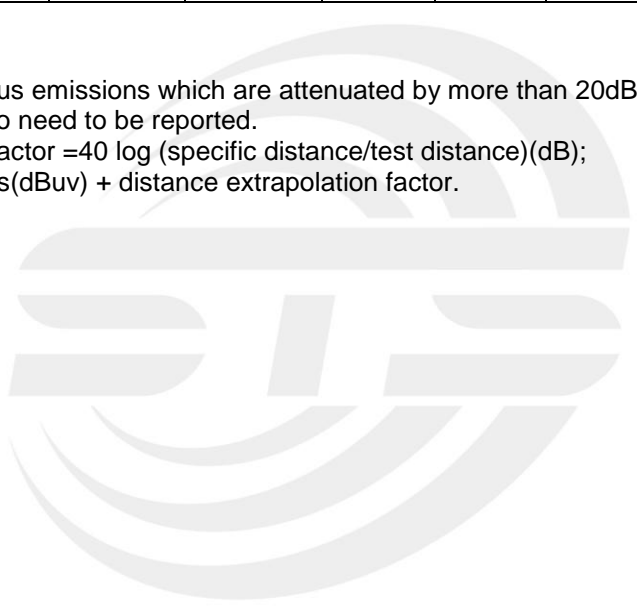 us emissions which are attenuated by more than 20dB
o need to be reported.
actor =40 log (specific distance/test distance)(dB);
s(dBuv) + distance extrapolation factor.
STS